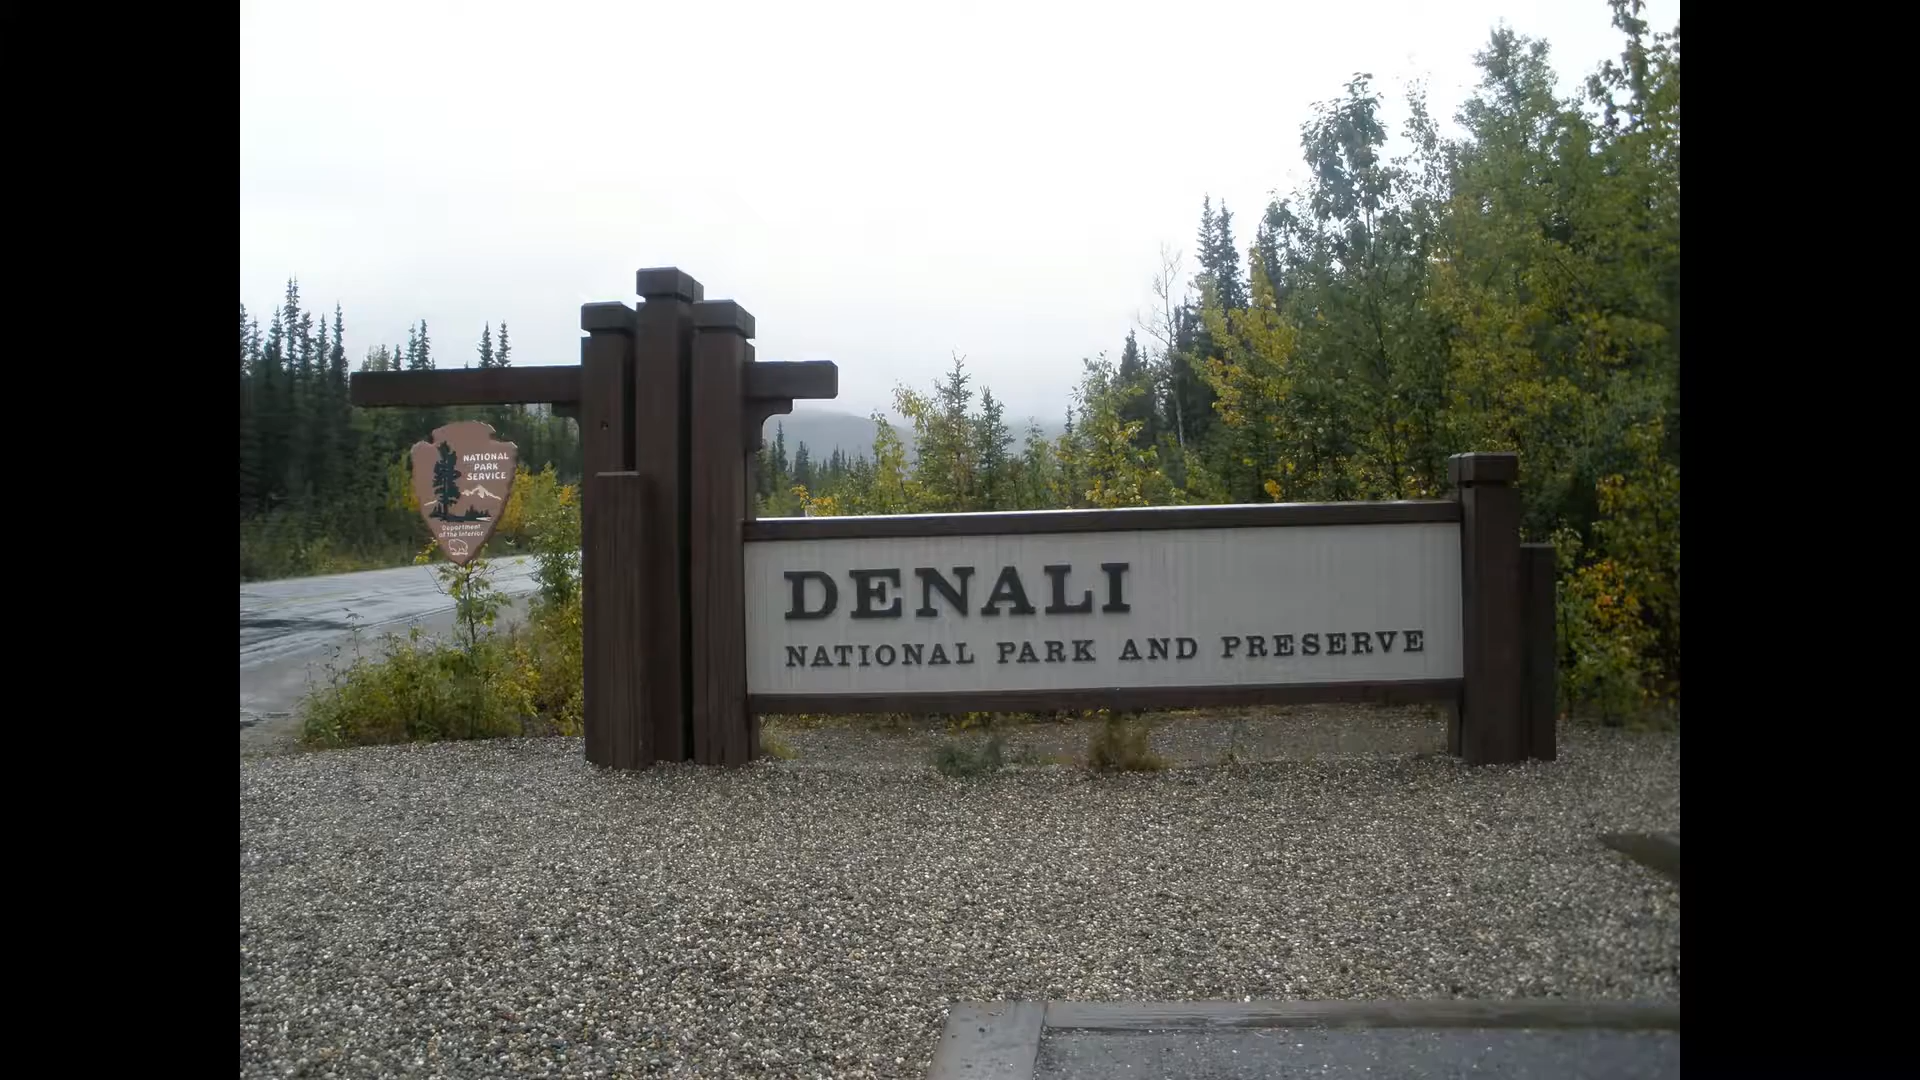 NATIONAL
PARK
SERVICE
Department
of the Interior
DENALI
NATIONAL PARK AND PRESERVE